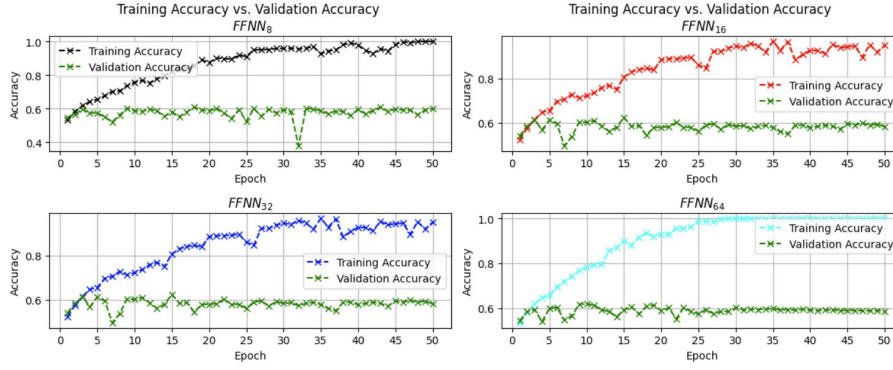 Training Accuracy vs. Validation Accuracy
FFNN₈
1.0
0.8
0.6
0.4
Accuracy
Training Accuracy
Validation Accuracy
0 5 10 15 20 25 30 35 40 45 50
Epoch
Training Accuracy vs. Validation Accuracy
FFNN₁₆
0.8
0.6
Accuracy
Training Accuracy
Validation Accuracy
0 5 10 15 20 25 30 35 40 45 50
Epoch
FFNN₃₂
0.8
0.6
Accuracy
Training Accuracy
Validation Accuracy
0 5 10 15 20 25 30 35 40 45 50
Epoch
FFNN₆₄
1.0
0.8
0.6
Accuracy
Training Accuracy
Validation Accuracy
0 5 10 15 20 25 30 35 40 45 50
Epoch